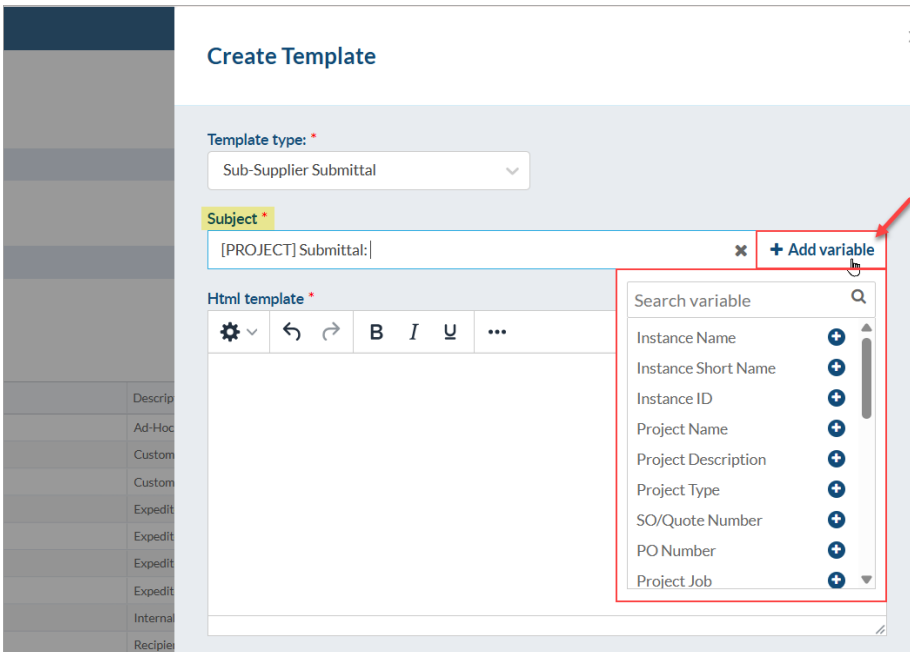 Create Template
Template type: *
Sub-Supplier Submittal
Subject *
[PROJECT] Submittal:
+ Add variable
Html template *
B I U ...
Search variable
Instance Name
Instance Short Name
Instance ID
Project Name
Project Description
Project Type
SO/Quote Number
PO Number
Project Job
Descrip
Ad-Hoc
Custom
Custom
Expedit
Expedit
Expedit
Expedit
Internal
Recipie